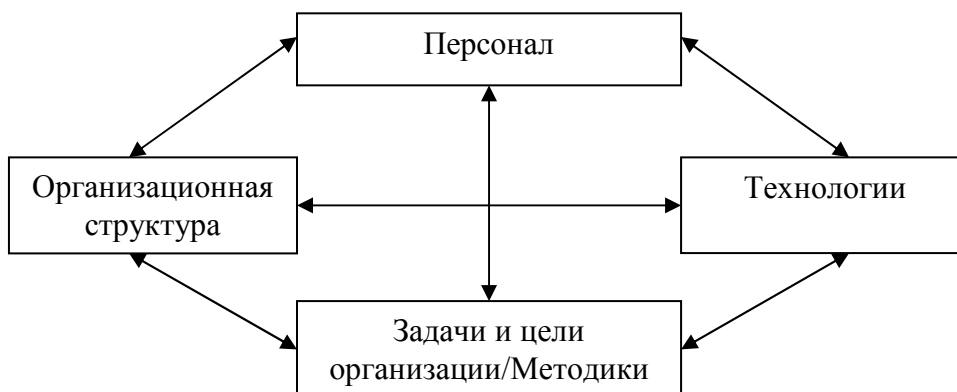 Персонал
Организационная
структура
Технологии
Задачи и цели
организации/Методики